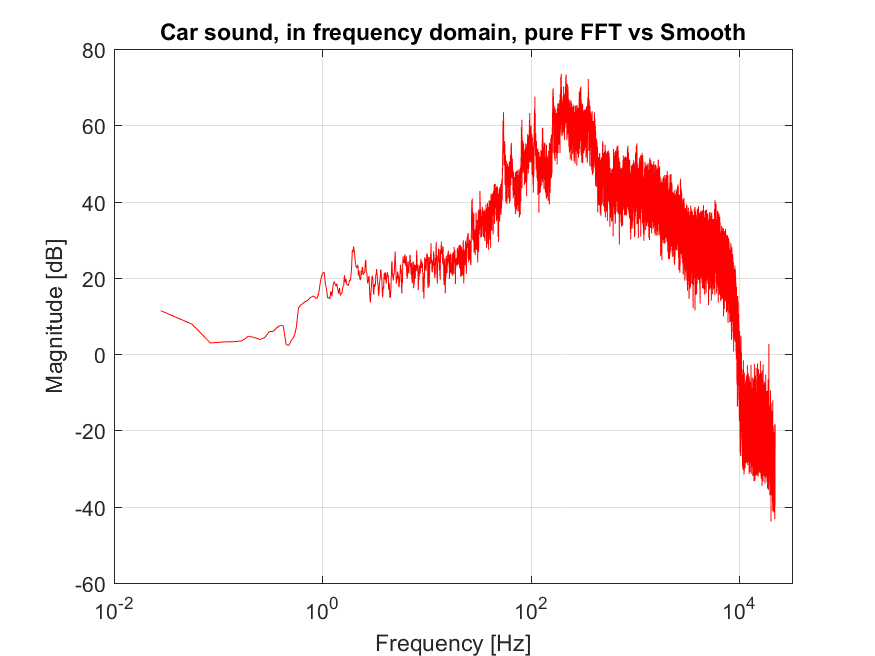 Car sound, in frequency domain, pure FFT vs Smooth
80
60
40
20
0
-20
-40
-60
Magnitude [dB]
10^-2 10^0 10^2 10^4
Frequency [Hz]